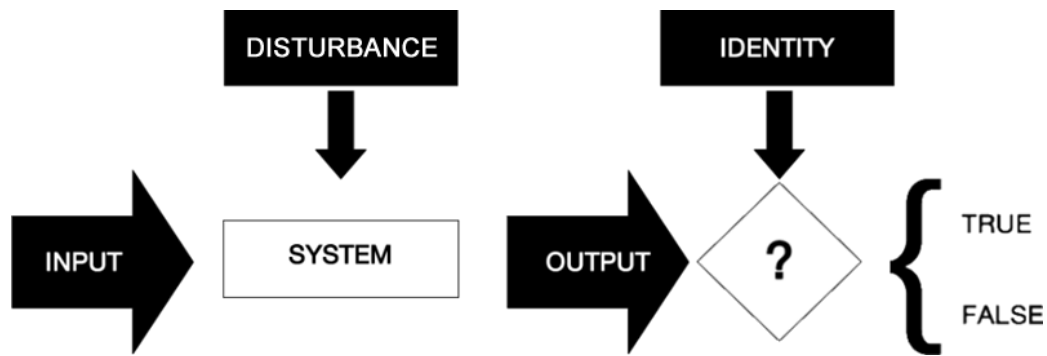 DISTURBANCE
IDENTITY
INPUT
SYSTEM
OUTPUT
?
TRUE
FALSE